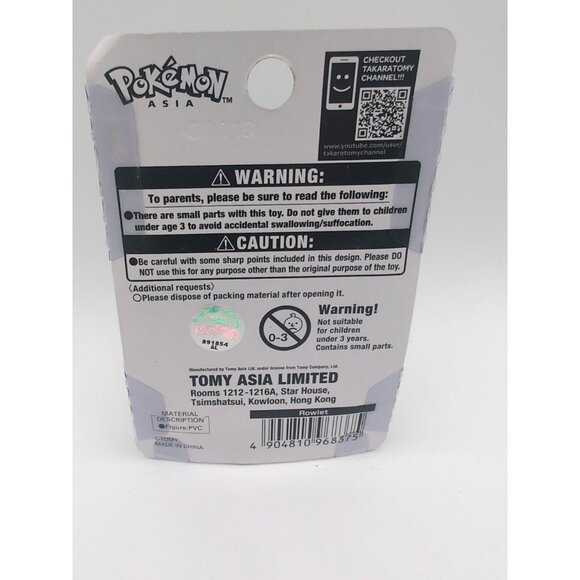 POKéMON
ASIA TM
CHECKOUT
TAKARATOMY
CHANNEL!!!
www.youtube.com/user/
takaratomychannel
WARNING:
To parents, please be sure to read the following:
●There are small parts with this toy. Do not give them to children
under age 3 to avoid accidental swallowing/suffocation.
CAUTION:
●Be careful with some sharp points included in this design. Please DO
NOT use this for any purpose other than the original purpose of the toy.
〈Additional requests〉
○Please dispose of packing material after opening it.
891854
AL
0-3
Warning!
Not suitable
for children
under 3 years.
Contains small parts.
Manufactured by Tomy Asia Ltd. under license from Tomy Company, Ltd.
TOMY ASIA LIMITED
Rooms 1212-1216A, Star House,
Tsimshatsui, Kowloon, Hong Kong
MATERIAL
DESCRIPTION
●Figure:PVC
©TOMY
MADE IN CHINA
Rowlet
4 904810 968375